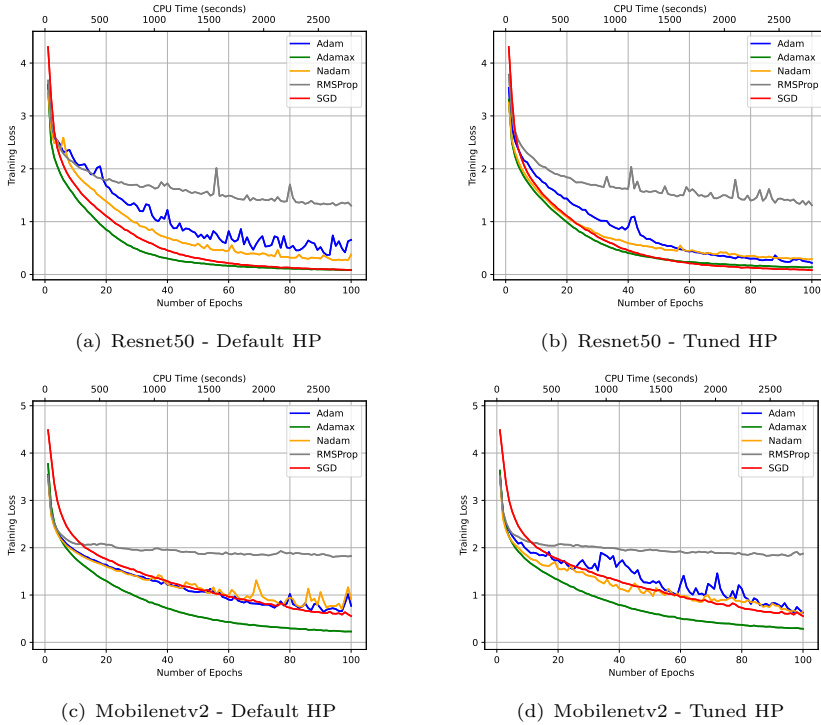 CPU Time (seconds)
0 500 1000 1500 2000 2500
Training Loss
4
3
2
1
0
Adam
Adamax
Nadam
RMSProp
SGD
0 20 40 60 80 100
Number of Epochs
(a) Resnet50 - Default HP
CPU Time (seconds)
0 500 1000 1500 2000 2500
Training Loss
4
3
2
1
0
Adam
Adamax
Nadam
RMSProp
SGD
0 20 40 60 80 100
Number of Epochs
(b) Resnet50 - Tuned HP
CPU Time (seconds)
0 500 1000 1500 2000 2500
Training Loss
5
4
3
2
1
0
Adam
Adamax
Nadam
RMSProp
SGD
0 20 40 60 80 100
Number of Epochs
(c) Mobilenetv2 - Default HP
CPU Time (seconds)
0 500 1000 1500 2000 2500
Training Loss
5
4
3
2
1
0
Adam
Adamax
Nadam
RMSProp
SGD
0 20 40 60 80 100
Number of Epochs
(d) Mobilenetv2 - Tuned HP